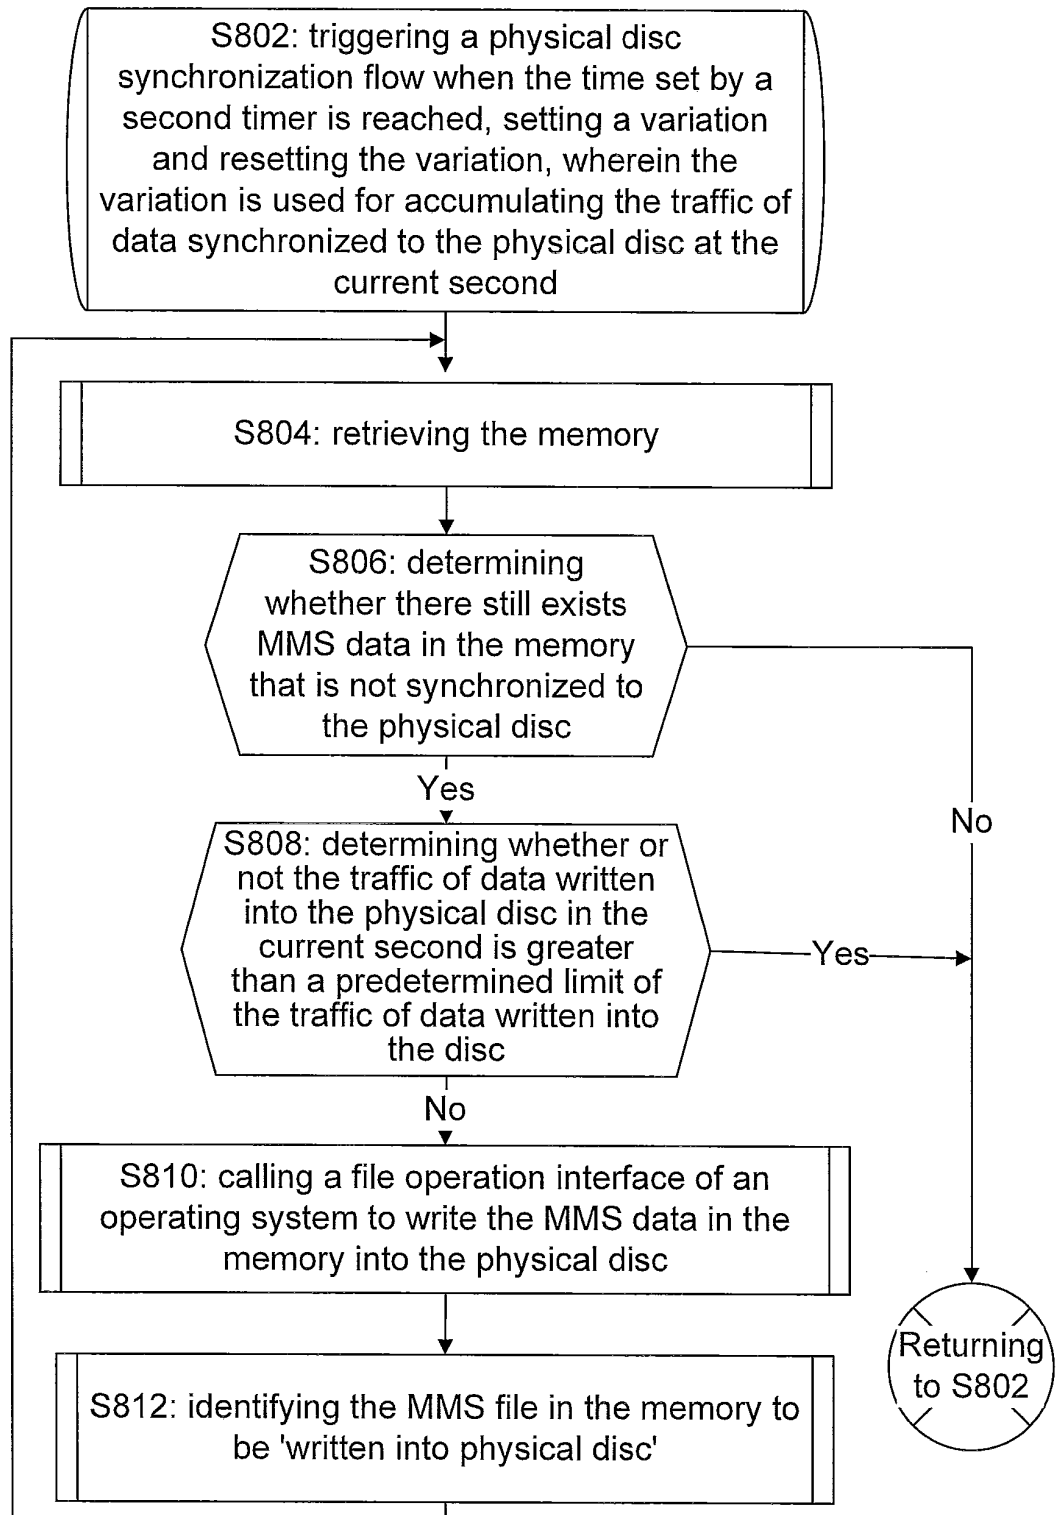 S802: triggering a physical disc
synchronization flow when the time set by a
second timer is reached, setting a variation
and resetting the variation, wherein the
variation is used for accumulating the traffic of
data synchronized to the physical disc at the
current second
S804: retrieving the memory
S806: determining
whether there still exists
MMS data in the memory
that is not synchronized to
the physical disc
Yes
No
S808: determining whether or
not the traffic of data written
into the physical disc in the
current second is greater
than a predetermined limit of
the traffic of data written into
the disc
Yes
No
S810: calling a file operation interface of an
operating system to write the MMS data in the
memory into the physical disc
Returning
to S802
S812: identifying the MMS file in the memory to
be 'written into physical disc'